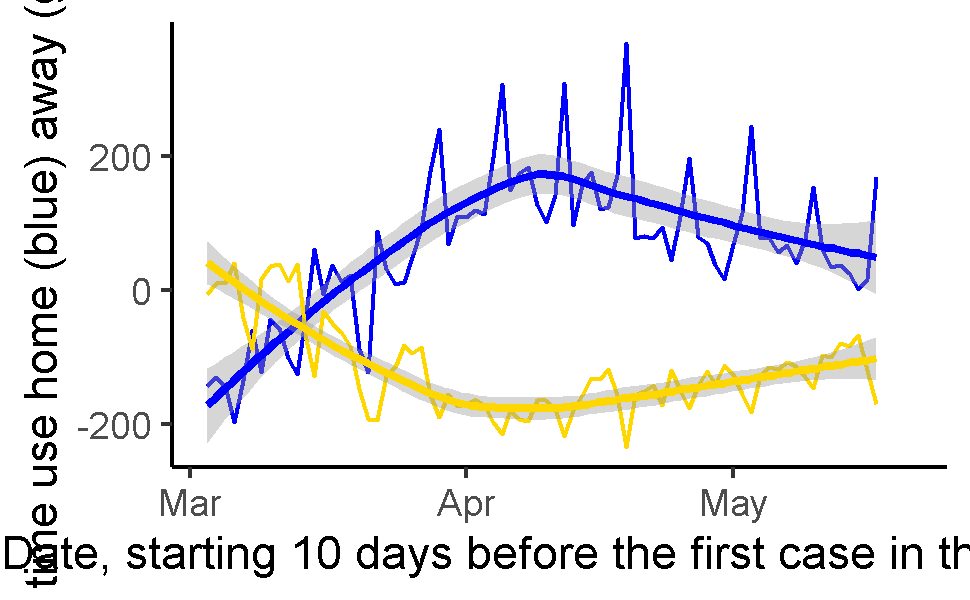 time use home (blue) away (
200
0
-200
Mar Apr May
Date, starting 10 days before the first case in th